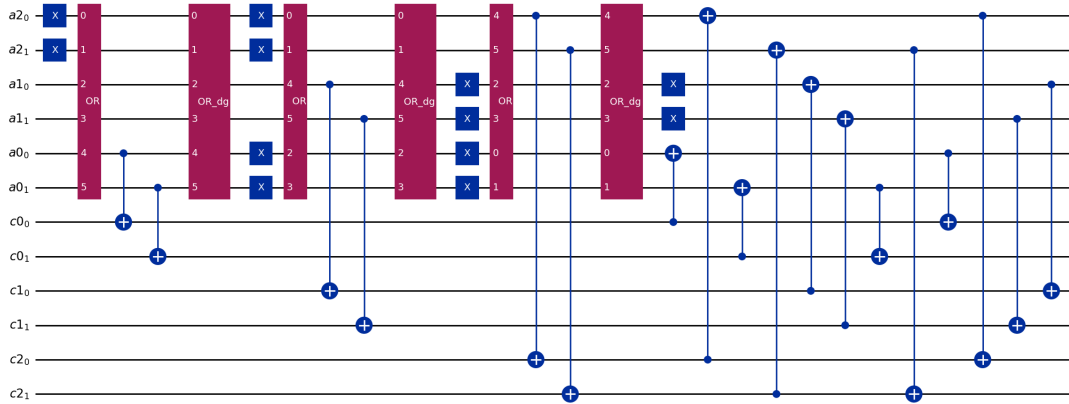 a2₀ X 0 0 X 0 0 4 4
a2₁ X 1 1 X 1 1 5 5
a1₀ 2 2 4 4 X 2 2 X
OR OR_dg OR OR_dg OR OR_dg
a1₁ 3 3 5 5 X 3 3 X
a0₀ 4 4 X 2 2 X 0 0
a0₁ 5 5 X 3 3 X 1 1
c0₀
c0₁
c1₀
c1₁
c2₀
c2₁